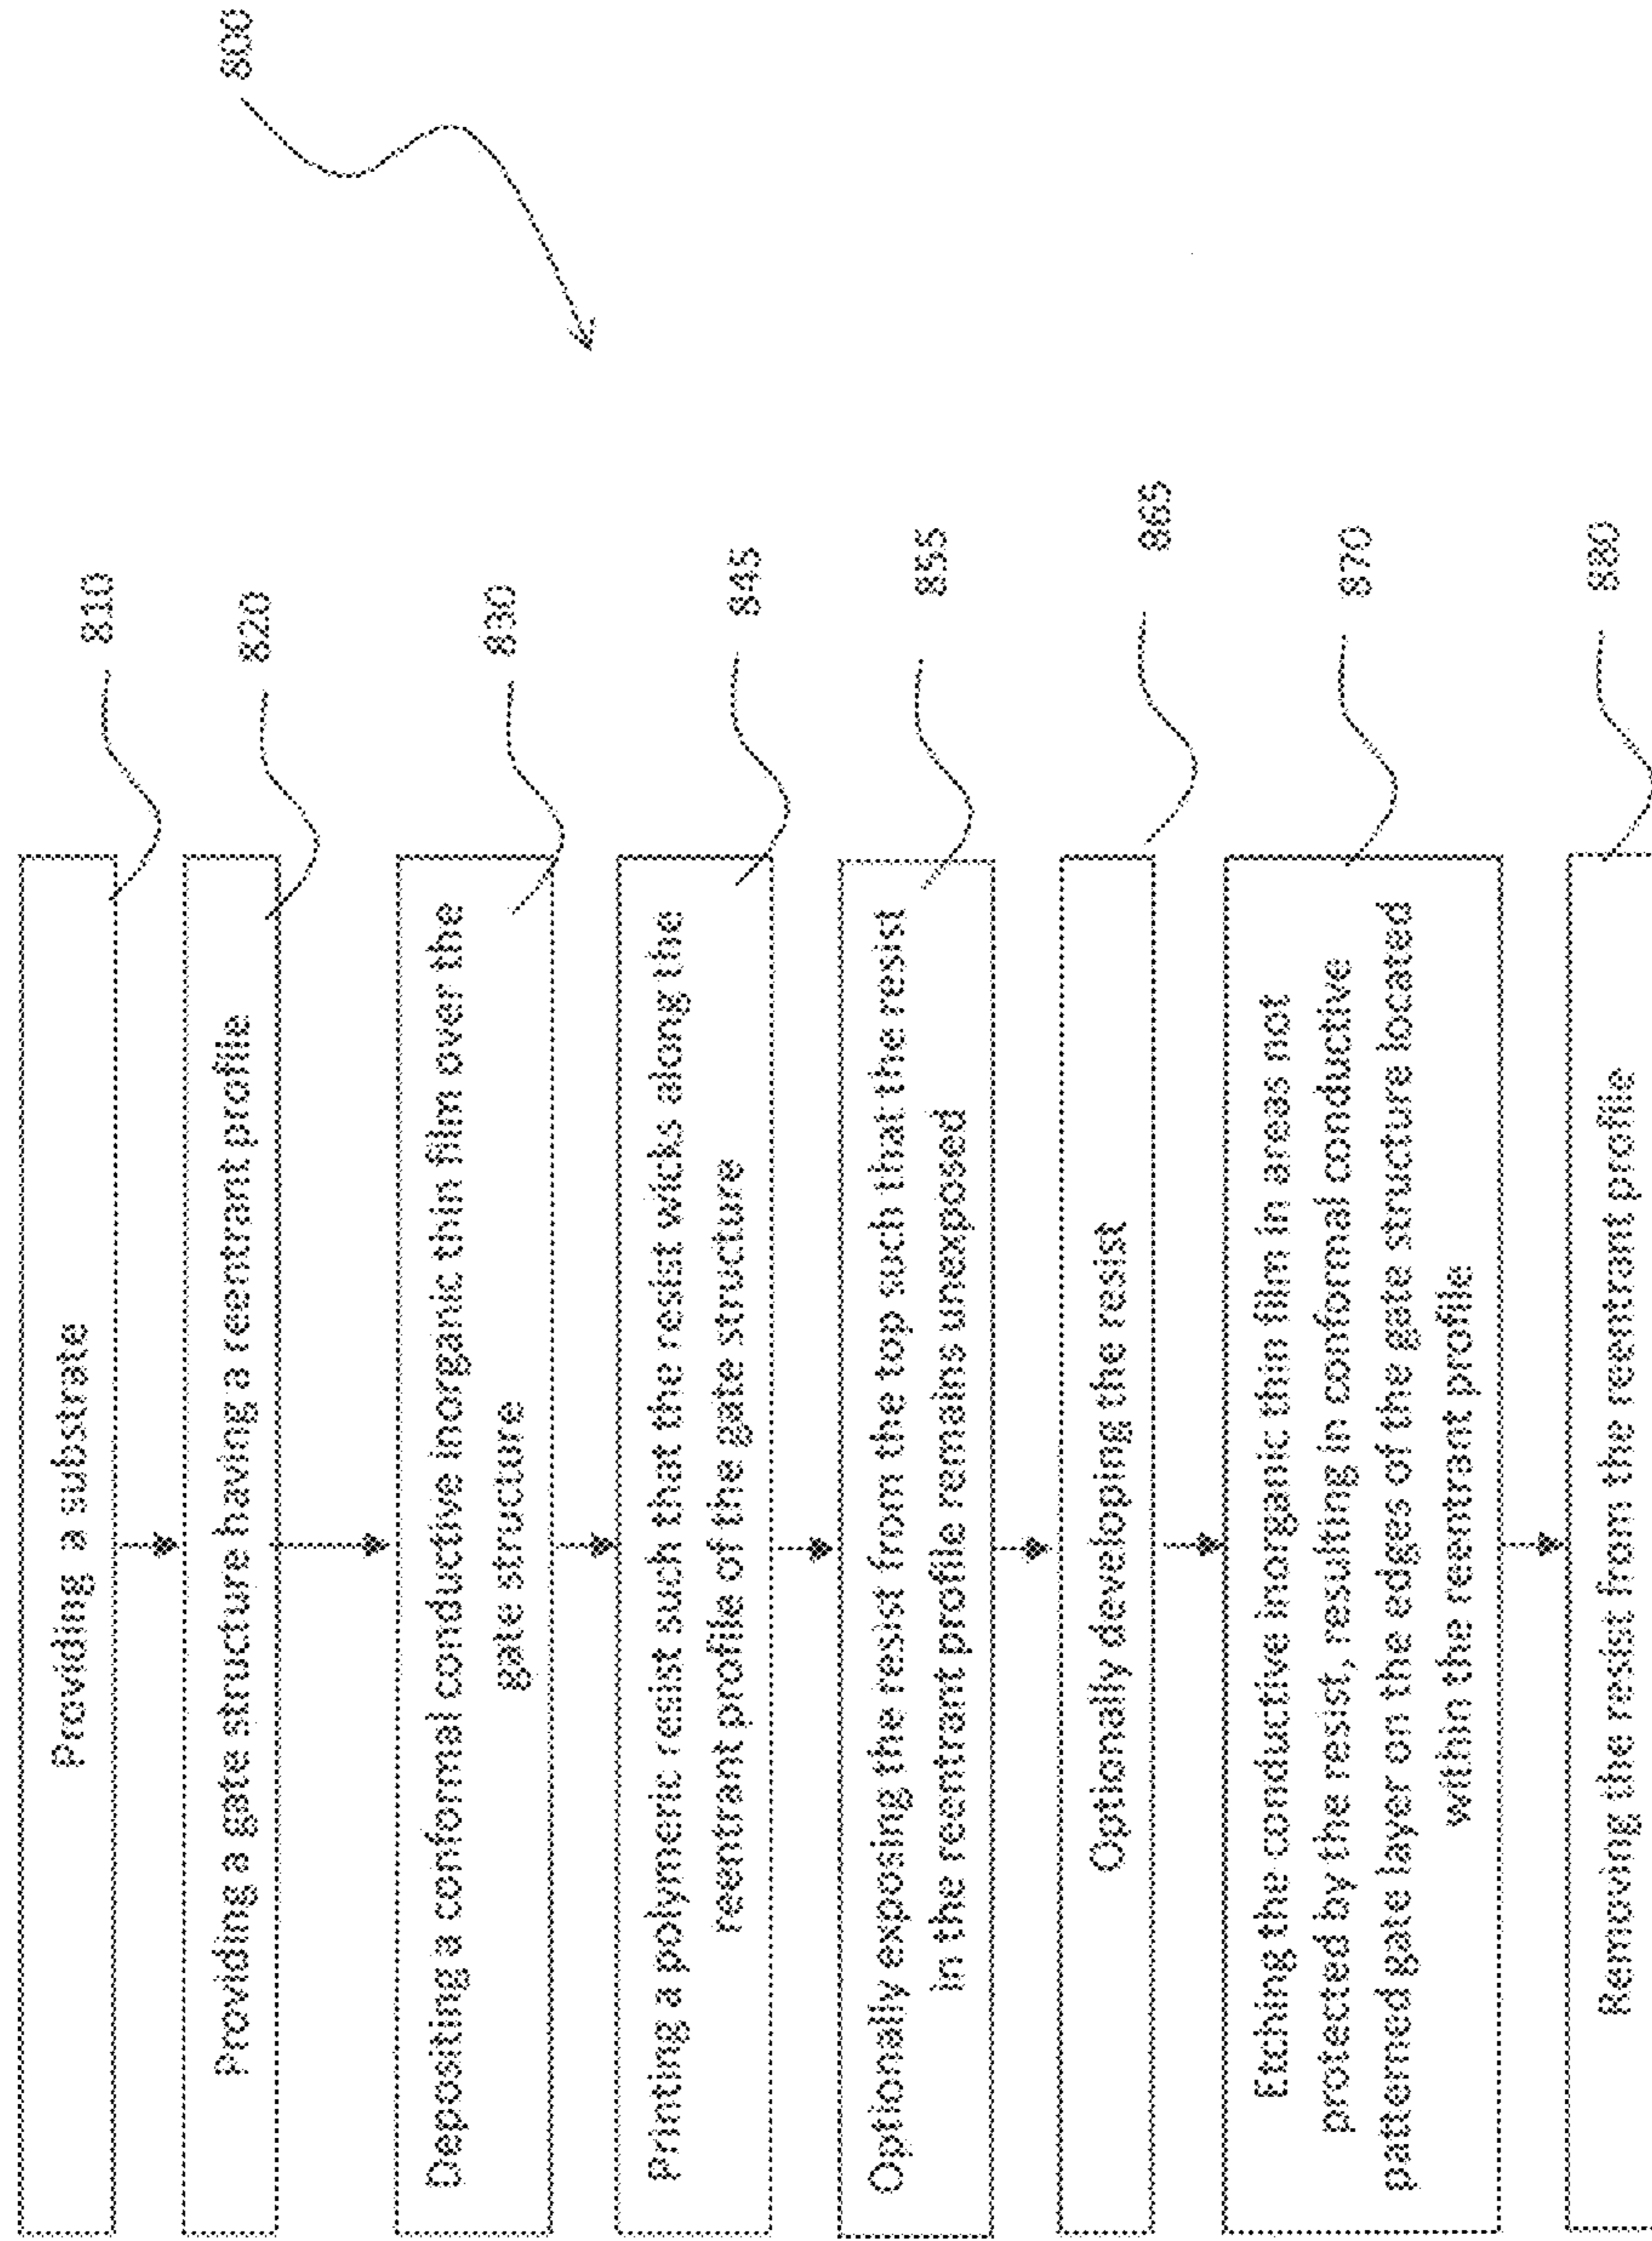 800
Providing a substrate
810
Providing a gate structure having a reentrant profile
820
Depositing a conformal conductive inorganic thin film over the
gate structure
830
Printing a polymeric resist such that the resist wicks along the
reentrant profile of the gate structure
845
Optionally exposing the resist from the top such that the resist
in the reentrant profile remains unexposed
855
Optionally developing the resist
865
Etching the conductive inorganic thin film in areas not
protected by the resist, resulting in conformal conductive
patterned gate layer on the edges of the gate structure located
within the reentrant profile
870
Removing the resist from the reentrant profile
880